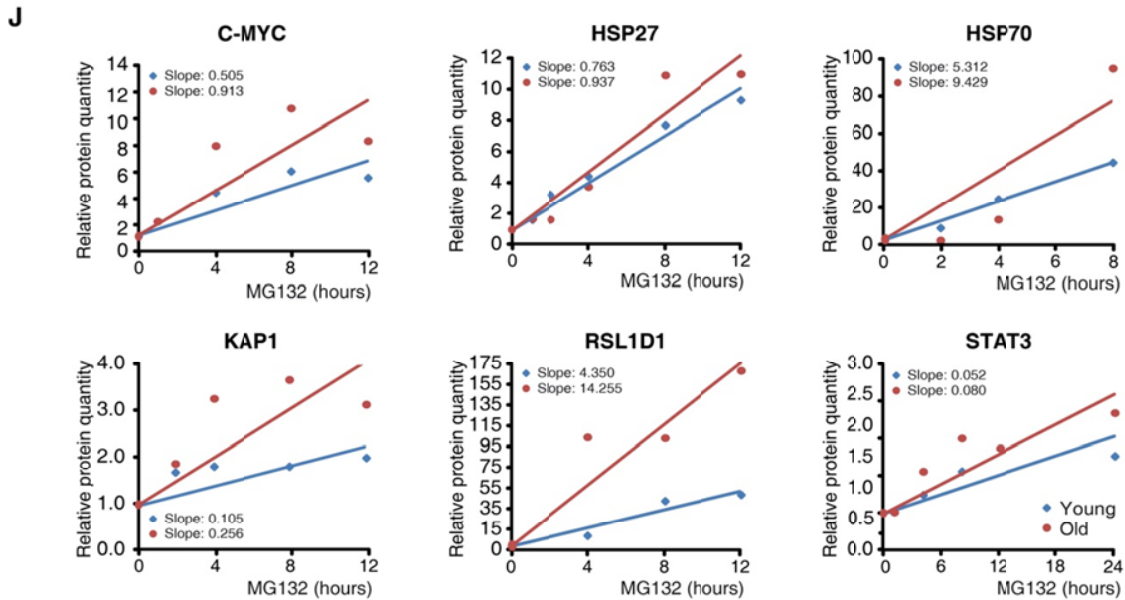 J
C-MYC
Relative protein quantity
14
12
10
8
6
4
2
0
Slope: 0.505
Slope: 0.913
0 4 8 12
MG132 (hours)
HSP27
Relative protein quantity
12
10
8
6
4
2
0
Slope: 0.763
Slope: 0.937
0 4 8 12
MG132 (hours)
HSP70
Relative protein quantity
100
80
60
40
20
0
Slope: 5.312
Slope: 9.429
0 2 4 6 8
MG132 (hours)
KAP1
Relative protein quantity
4.0
3.0
2.0
1.0
0.0
Slope: 0.105
Slope: 0.256
0 4 8 12
MG132 (hours)
RSL1D1
Relative protein quantity
175
155
135
115
95
75
55
35
15
0
Slope: 4.350
Slope: 14.255
0 4 8 12
MG132 (hours)
STAT3
Relative protein quantity
3.0
2.5
2.0
1.5
1.0
0.5
0.0
Slope: 0.052
Slope: 0.080
Young
Old
0 6 12 18 24
MG132 (hours)